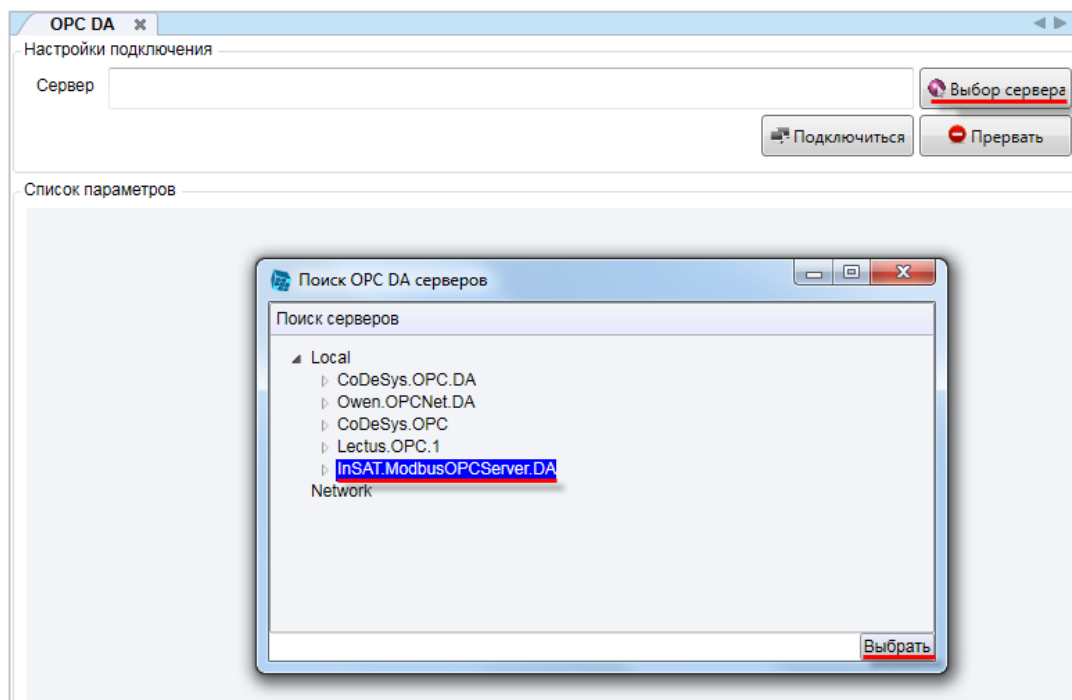 OPC DA
Настройки подключения
Сервер
Выбор сервера
Подключиться
Прервать
Список параметров
Поиск OPC DA серверов
Поиск серверов
Local
CoDeSys.OPC.DA
Owen.OPCNet.DA
CoDeSys.OPC
Lectus.OPC.1
InSAT.ModbusOPCServer.DA
Network
Выбрать